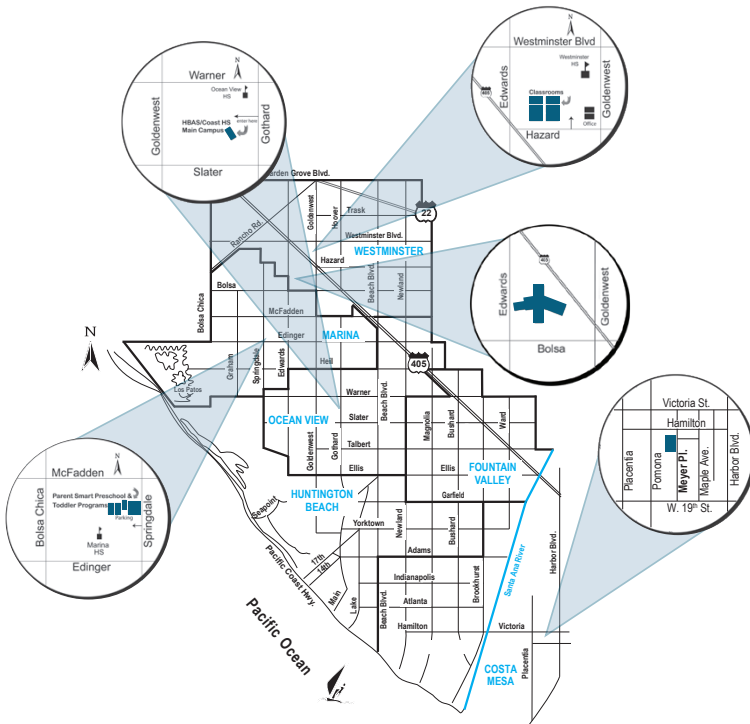 Warner
N
Ocean View
HS
Goldenwest
Gothard
HBAS/Coast HS
Main Campus
enter here
Slater
Westminster Blvd
N
Westminster
HS
Edwards
Goldenwest
405
Classrooms
Office
Hazard
Edwards
405
Goldenwest
Bolsa
Victoria St.
Hamilton
Placentia
Pomona
Meyer Pl.
Maple Ave.
Harbor Blvd.
W. 19th St.
McFadden
N
Bolsa Chica
Parent Smart Preschool &
Toddler Programs
Parking
Springdale
Marina
HS
Edinger
arden Grove Blvd.
Goldenwest
Hoover
Trask
22
Rancho Rd.
Westminster Blvd.
WESTMINSTER
Hazard
Bolsa
Beach Blvd.
Newland
Bolsa Chica
McFadden
MARINA
Edinger
N
Graham
Springdale
Edwards
Heil
405
Los Patos
Warner
Beach Blvd.
OCEAN VIEW
Slater
Magnolia
Bushard
Ward
Goldenwest
Gothard
Talbert
Ellis
Ellis
FOUNTAIN
VALLEY
HUNTINGTON
BEACH
Garfield
Seapoint
Yorktown
Newland
Bushard
17th
14th
Adams
Pacific Coast Hwy.
Main
Lake
Beach Blvd.
Indianapolis
Atlanta
Hamilton
Brookhurst
Santa Ana River
Harbor Blvd.
Victoria
Placentia
Pacific Ocean
COSTA
MESA